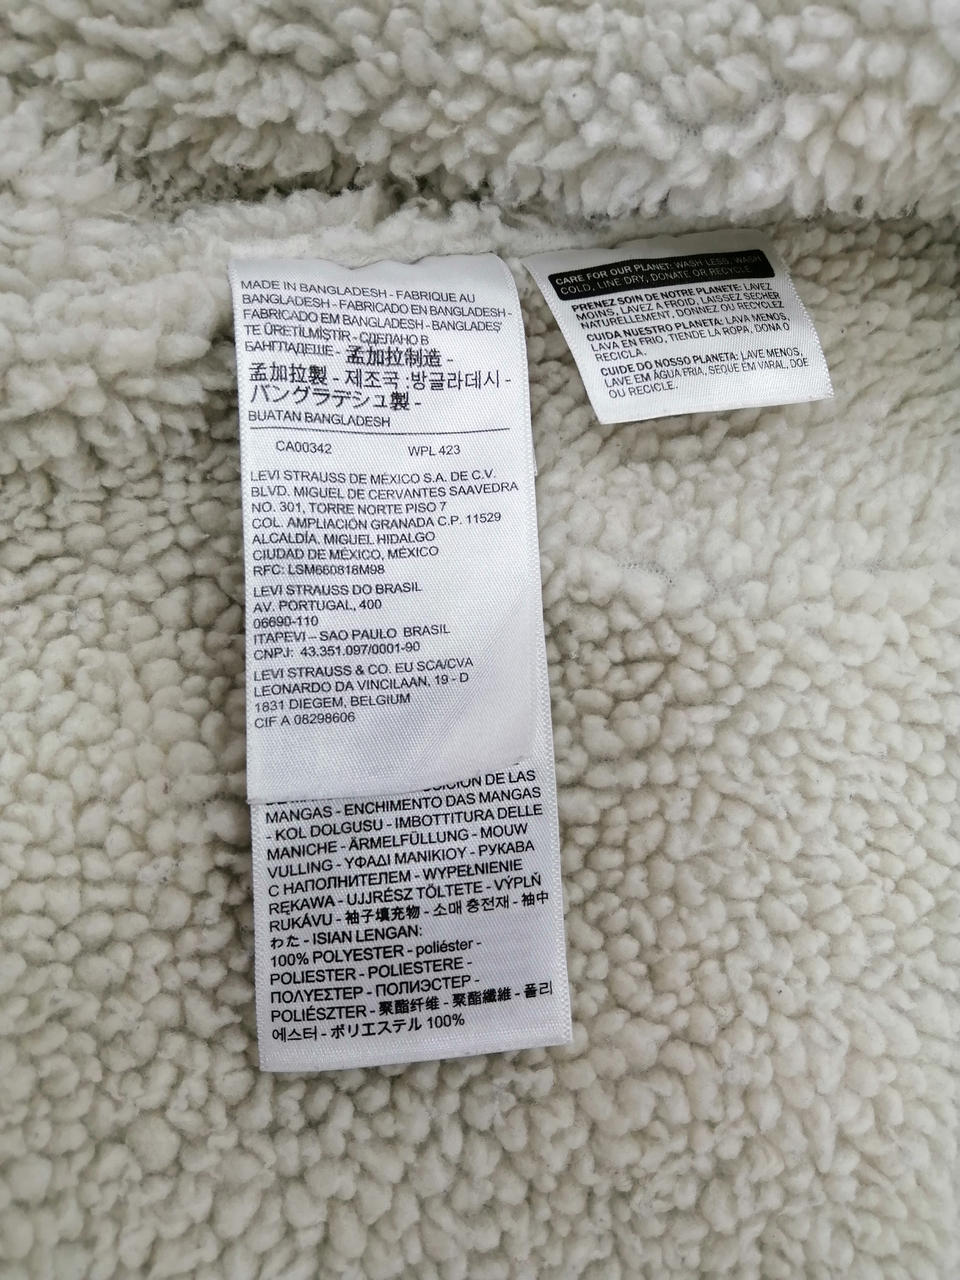 MADE IN BANGLADESH - FABRIQUE AU
BANGLADESH - FABRICADO EN BANGLADESH -
FABRICADO EM BANGLADESH - BANGLADEŞ'
TE ÜRETİLMİŞTİR - СДЕЛАНО В
БАНГЛАДЕШЕ - 孟加拉制造 -
孟加拉製 - 제조국 :방글라데시 -
バングラデシュ製 -
BUATAN BANGLADESH
CA00342 WPL 423
LEVI STRAUSS DE MÉXICO S.A. DE C.V.
BLVD. MIGUEL DE CERVANTES SAAVEDRA
NO. 301, TORRE NORTE PISO 7
COL. AMPLIACIÓN GRANADA C.P. 11529
ALCALDÍA. MIGUEL HIDALGO
CIUDAD DE MÉXICO, MÉXICO
RFC: LSM660818M98
LEVI STRAUSS DO BRASIL
AV. PORTUGAL, 400
06690-110
ITAPEVI – SAO PAULO BRASIL
CNPJ: 43.351.097/0001-90
LEVI STRAUSS & CO. EU SCA/CVA
LEONARDO DA VINCILAAN, 19 - D
1831 DIEGEM, BELGIUM
CIF A 08298606
DE LAS
MANGAS - ENCHIMENTO DAS MANGAS
- KOL DOLGUSU - IMBOTTITURA DELLE
MANICHE - ÄRMELFÜLLUNG - MOUW
VULLING - ΥΦΑΔΙ ΜΑΝΙΚΙΟΥ - РУКАВА
С НАПОЛНИТЕЛЕМ - WYPEŁNIENIE
RĘKAWA - UJJRÉSZ TÖLTETE - VÝPLŇ
RUKÁVU - 袖子填充物 - 소매 충전재 - 袖中
わた - ISIAN LENGAN:
100% POLYESTER - poliéster -
POLIESTER - POLIESTERE -
ΠΟΛΥΕΣΤΕΡ - ПОЛИЭСТЕР -
POLIÉSZTER - 聚酯纤维 - 聚酯纖維 - 폴리
에스터 - ポリエステル 100%
CARE FOR OUR PLANET: WASH LESS, WASH
COLD, LINE DRY, DONATE OR RECYCLE.
PRENEZ SOIN DE NOTRE PLANETE: LAVEZ
MOINS, LAVEZ A FROID, LAISSEZ SECHER
NATURELLEMENT, DONNEZ OU RECYCLEZ
CUIDA NUESTRO PLANETA: LAVA MENOS,
LAVA EN FRIO, TIENDE LA ROPA, DONA O
RECICLA.
CUIDE DO NOSSO PLANETA: LAVE MENOS,
LAVE EM ÁGUA FRIA, SEQUE EM VARAL, DOE
OU RECICLE.